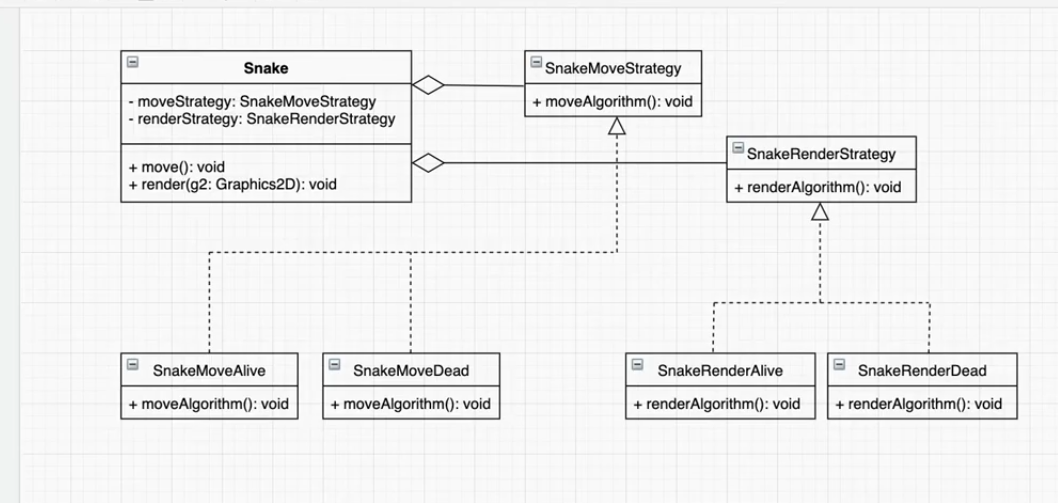 Snake
- moveStrategy: SnakeMoveStrategy
- renderStrategy: SnakeRenderStrategy
+ move(): void
+ render(g2: Graphics2D): void
SnakeMoveStrategy
+ moveAlgorithm(): void
SnakeRenderStrategy
+ renderAlgorithm(): void
SnakeMoveAlive
+ moveAlgorithm(): void
SnakeMoveDead
+ moveAlgorithm(): void
SnakeRenderAlive
+ renderAlgorithm(): void
SnakeRenderDead
+ renderAlgorithm(): void